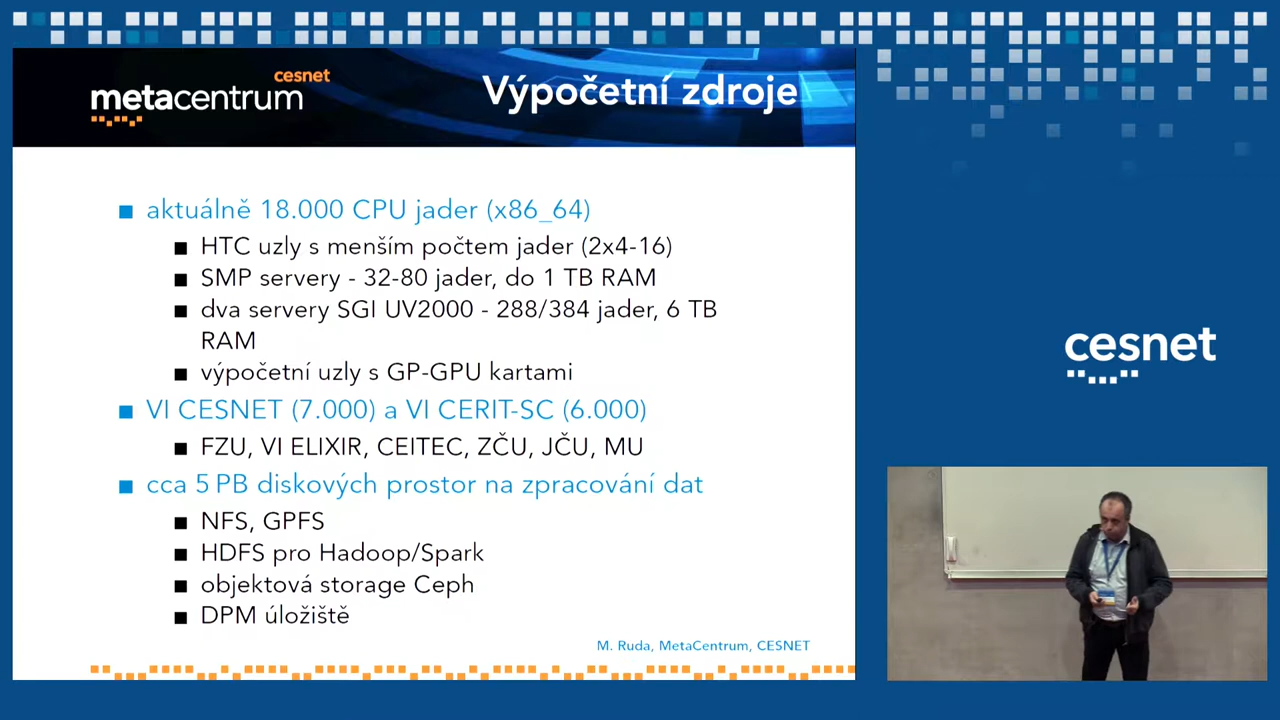 cesnet
metacentrum
Výpočetní zdroje
aktuálně 18.000 CPU jader (x86_64)
HTC uzly s menším počtem jader (2x4-16)
SMP servery - 32-80 jader, do 1 TB RAM
dva servery SGI UV2000 - 288/384 jader, 6 TB
RAM
výpočetní uzly s GP-GPU kartami
VI CESNET (7.000) a VI CERIT-SC (6.000)
FZU, VI ELIXIR, CEITEC, ZČU, JČU, MU
cca 5 PB diskových prostor na zpracování dat
NFS, GPFS
HDFS pro Hadoop/Spark
objektová storage Ceph
DPM úložiště
M. Ruda, MetaCentrum, CESNET
cesnet